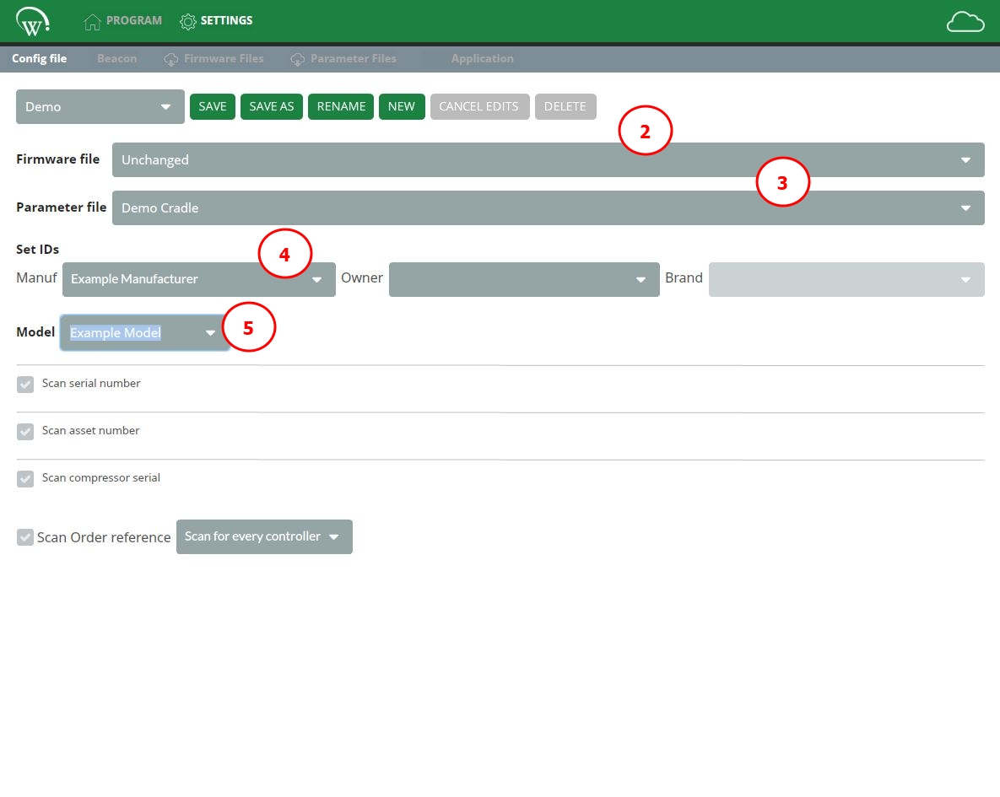 W PROGRAM SETTINGS
Config file Beacon Firmware Files Parameter Files Application
Demo SAVE SAVE AS RENAME NEW CANCEL EDITS DELETE
2
Firmware file Unchanged
3
Parameter file Demo Cradle
Set IDs
4
Manuf Example Manufacturer Owner Brand
Model Example Model 5
Scan serial number
Scan asset number
Scan compressor serial
Scan Order reference Scan for every controller